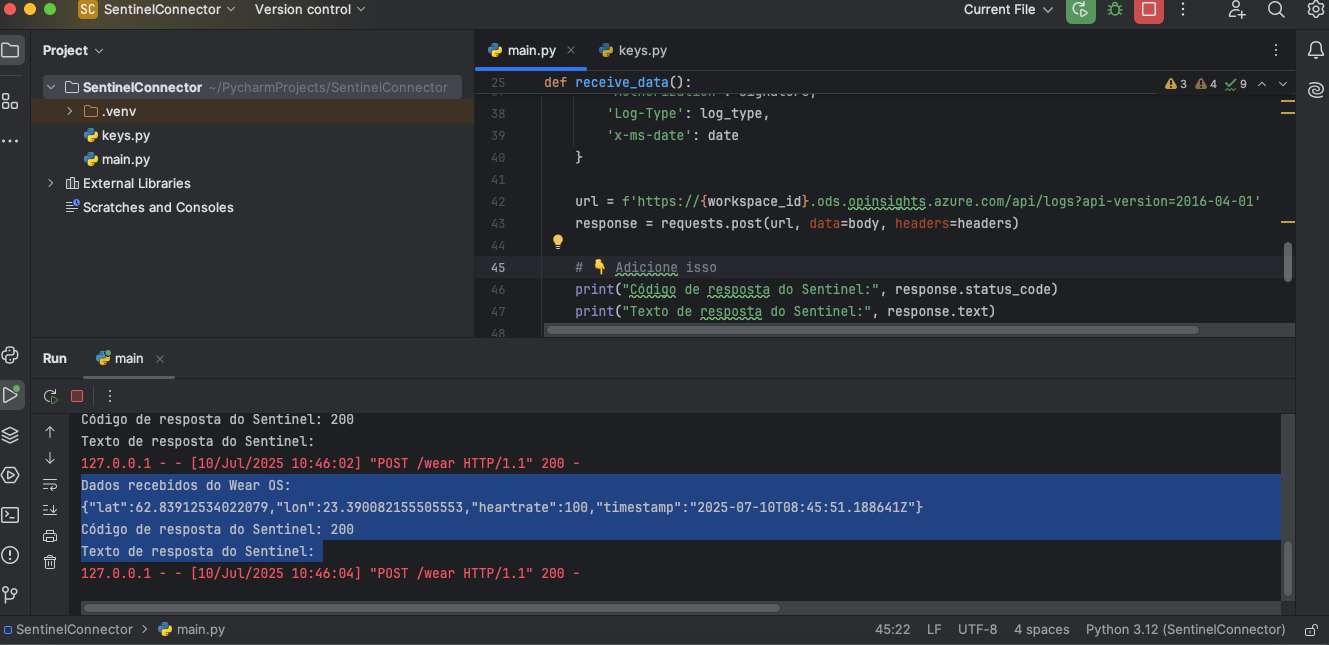 SC SentinelConnector Version control Current File
Project
SentinelConnector ~/PycharmProjects/SentinelConnector
.venv
keys.py
main.py
External Libraries
Scratches and Consoles
main.py keys.py
25 def receive_data():
3 4 9
38 'Log-Type': log_type,
39 'x-ms-date': date
40 }
41
42 url = f'https://{workspace_id}.ods.opinsights.azure.com/api/logs?api-version=2016-04-01'
43 response = requests.post(url, data=body, headers=headers)
44
45 # 👇 Adicione isso
46 print("Código de resposta do Sentinel:", response.status_code)
47 print("Texto de resposta do Sentinel:", response.text)
48
Run main
Código de resposta do Sentinel: 200
Texto de resposta do Sentinel:
127.0.0.1 - - [10/Jul/2025 10:46:02] "POST /wear HTTP/1.1" 200 -
Dados recebidos do Wear OS:
{"lat":62.83912534022079,"lon":23.390082155505553,"heartrate":100,"timestamp":"2025-07-10T08:45:51.188641Z"}
Código de resposta do Sentinel: 200
Texto de resposta do Sentinel:
127.0.0.1 - - [10/Jul/2025 10:46:04] "POST /wear HTTP/1.1" 200 -
SentinelConnector > main.py 45:22 LF UTF-8 4 spaces Python 3.12 (SentinelConnector)